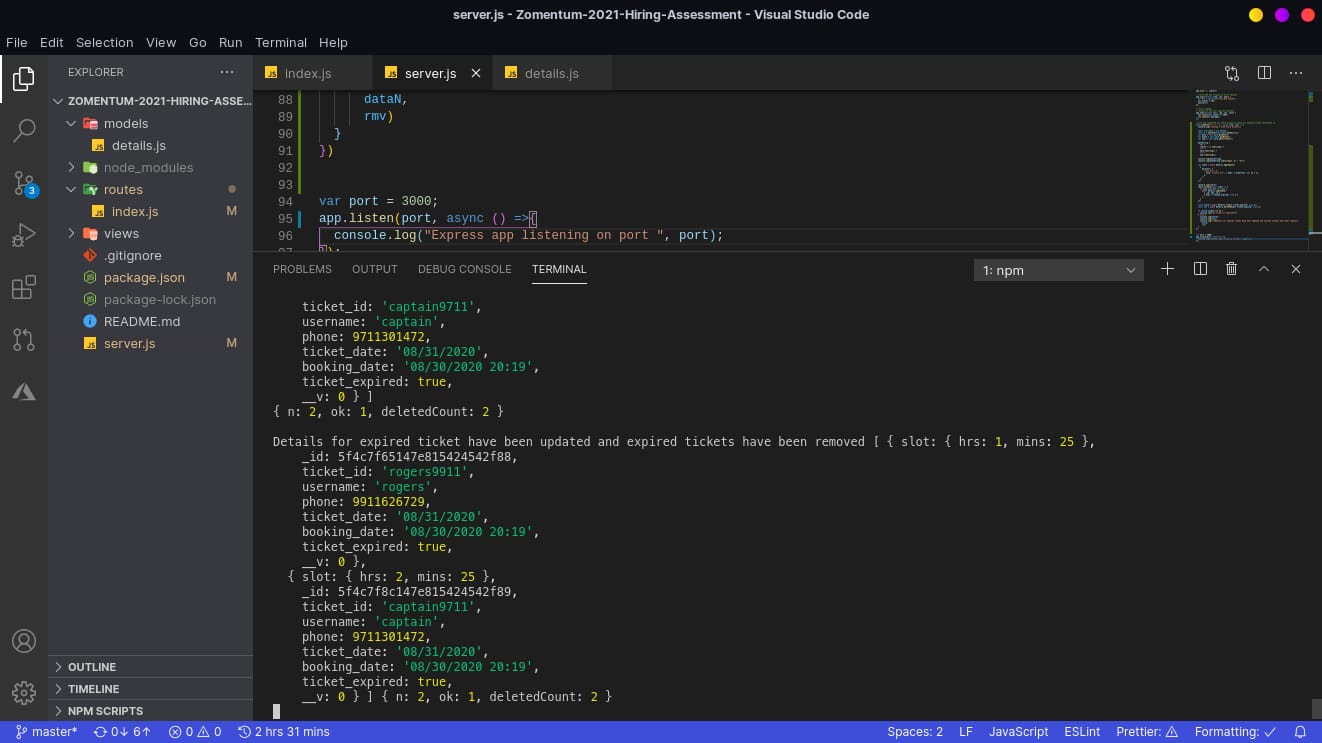 server.js - Zomentum-2021-Hiring-Assessment - Visual Studio Code
File Edit Selection View Go Run Terminal Help
EXPLORER ···
index.js server.js details.js
ZOMENTUM-2021-HIRING-ASSE...
models
details.js
node_modules
routes
index.js M
views
.gitignore
package.json M
package-lock.json
README.md
server.js M
3
OUTLINE
TIMELINE
NPM SCRIPTS
88 dataN,
89 rmv)
90 }
91 })
92
93
94 var port = 3000;
95 app.listen(port, async () =>{
96 console.log("Express app listening on port ", port);
97 });
PROBLEMS OUTPUT DEBUG CONSOLE TERMINAL 1: npm
ticket_id: 'captain9711',
username: 'captain',
phone: 9711301472,
ticket_date: '08/31/2020',
booking_date: '08/30/2020 20:19',
ticket_expired: true,
__v: 0 } ]
{ n: 2, ok: 1, deletedCount: 2 }
Details for expired ticket have been updated and expired tickets have been removed [ { slot: { hrs: 1, mins: 25 },
_id: 5f4c7f65147e815424542f88,
ticket_id: 'rogers9911',
username: 'rogers',
phone: 9911626729,
ticket_date: '08/31/2020',
booking_date: '08/30/2020 20:19',
ticket_expired: true,
__v: 0 },
{ slot: { hrs: 2, mins: 25 },
_id: 5f4c7f8c147e815424542f89,
ticket_id: 'captain9711',
username: 'captain',
phone: 9711301472,
ticket_date: '08/31/2020',
booking_date: '08/30/2020 20:19',
ticket_expired: true,
__v: 0 } ] { n: 2, ok: 1, deletedCount: 2 }
master* 0↓ 6↑ 0 0 2 hrs 31 mins Spaces: 2 LF JavaScript ESLint Prettier: Formatting: ✓